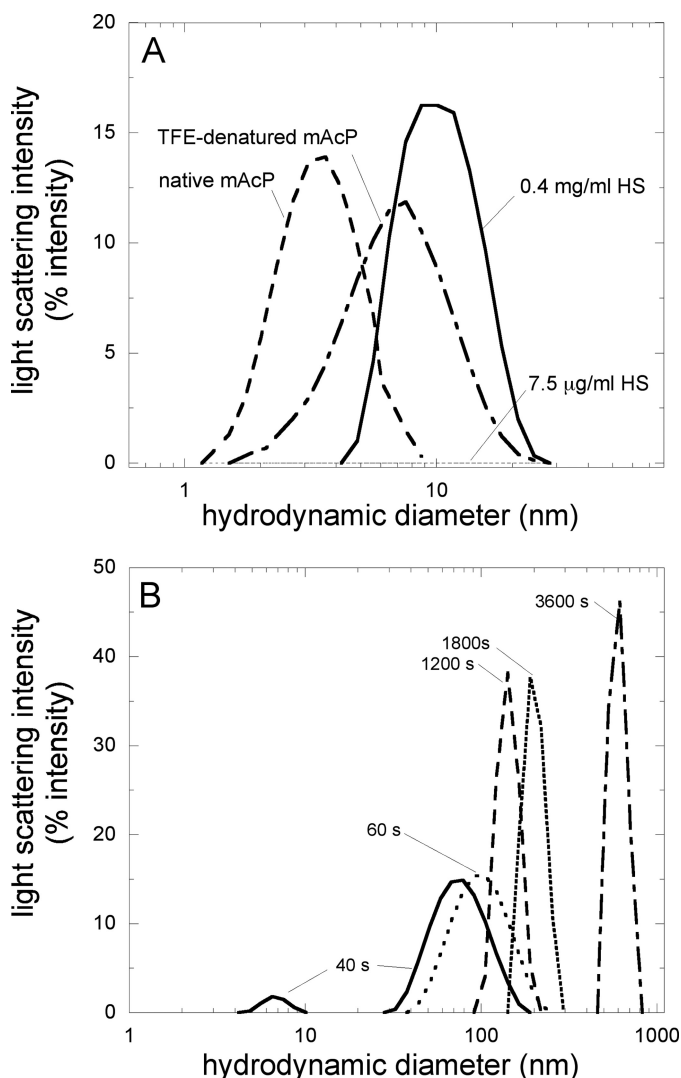 A
20
15
10
5
0
light scattering intensity
(% intensity)
TFE-denatured mAcP
native mAcP
0.4 mg/ml HS
7.5 μg/ml HS
1
10
hydrodynamic diameter (nm)
B
50
40
30
20
10
0
light scattering intensity
(% intensity)
3600 s
1800s
1200 s
60 s
40 s
1
10
100
1000
hydrodynamic diameter (nm)